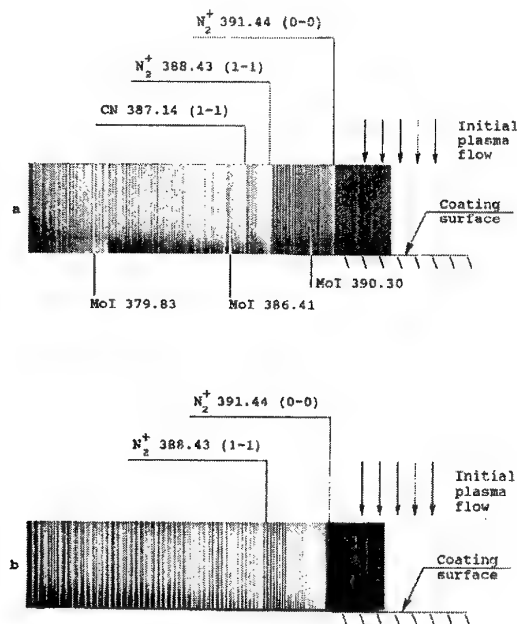 N₂⁺ 391.44 (0-0)
N₂⁺ 388.43 (1-1)
CN 387.14 (1-1)
Initial
plasma
flow
a
Coating
surface
MoI 379.83
MoI 386.41
MoI 390.30
N₂⁺ 391.44 (0-0)
N₂⁺ 388.43 (1-1)
Initial
plasma
flow
b
Coating
surface